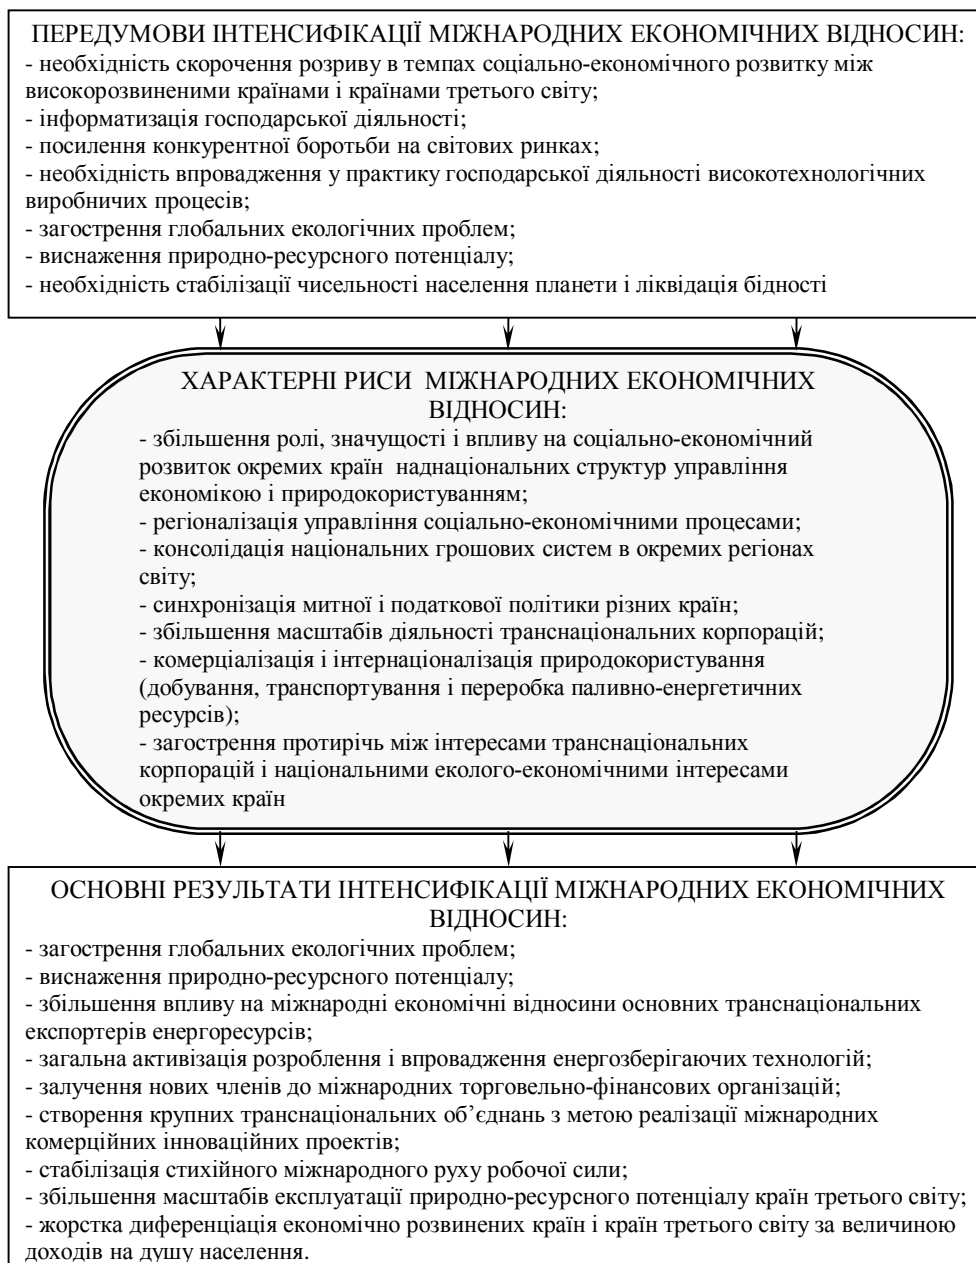 ПЕРЕДУМОВИ ІНТЕНСИФІКАЦІЇ МІЖНАРОДНИХ ЕКОНОМІЧНИХ ВІДНОСИН:
- необхідність скорочення розриву в темпах соціально-економічного розвитку між
високорозвиненими країнами і країнами третього світу;
- інформатизація господарської діяльності;
- посилення конкурентної боротьби на світових ринках;
- необхідність впровадження у практику господарської діяльності високотехнологічних
виробничих процесів;
- загострення глобальних екологічних проблем;
- виснаження природно-ресурсного потенціалу;
- необхідність стабілізації чисельності населення планети і ліквідація бідності
ХАРАКТЕРНІ РИСИ МІЖНАРОДНИХ ЕКОНОМІЧНИХ
ВІДНОСИН:
- збільшення ролі, значущості і впливу на соціально-економічний
розвиток окремих країн наднаціональних структур управління
економікою і природокористуванням;
- регіоналізація управління соціально-економічними процесами;
- консолідація національних грошових систем в окремих регіонах
світу;
- синхронізація митної і податкової політики різних країн;
- збільшення масштабів діяльності транснаціональних корпорацій;
- комерціалізація і інтернаціоналізація природокористування
(добування, транспортування і переробка паливно-енергетичних
ресурсів);
- загострення протирічь між інтересами транснаціональних
корпорацій і національними еколого-економічними інтересами
окремих країн
ОСНОВНІ РЕЗУЛЬТАТИ ІНТЕНСИФІКАЦІЇ МІЖНАРОДНИХ ЕКОНОМІЧНИХ
ВІДНОСИН:
- загострення глобальних екологічних проблем;
- виснаження природно-ресурсного потенціалу;
- збільшення впливу на міжнародні економічні відносини основних транснаціональних
експортерів енергоресурсів;
- загальна активізація розроблення і впровадження енергозберігаючих технологій;
- залучення нових членів до міжнародних торговельно-фінансових організацій;
- створення крупних транснаціональних об’єднань з метою реалізації міжнародних
комерційних інноваційних проектів;
- стабілізація стихійного міжнародного руху робочої сили;
- збільшення масштабів експлуатації природно-ресурсного потенціалу країн третього світу;
- жорстка диференціація економічно розвинених країн і країн третього світу за величиною
доходів на душу населення.